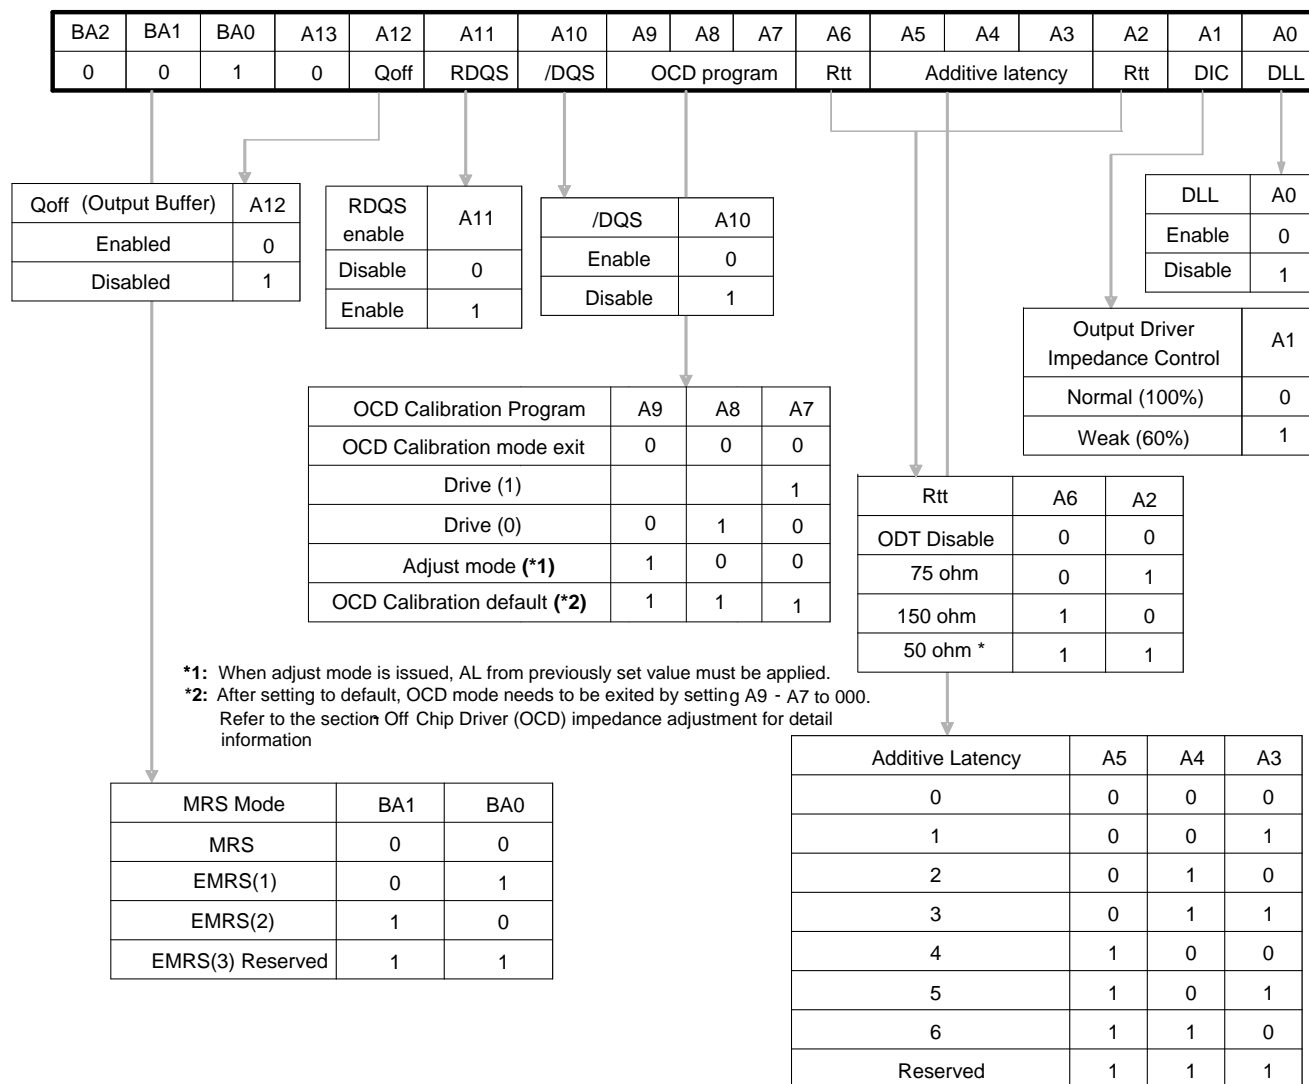 BA2 BA1 BA0 A13 A12 A11 A10 A9 A8 A7 A6 A5 A4 A3 A2 A1 A0
0 0 1 0 Qoff RDQS /DQS OCD program Rtt Additive latency Rtt DIC DLL
Qoff (Output Buffer) A12
Enabled 0
Disabled 1
RDQS enable A11
Disable 0
Enable 1
/DQS A10
Enable 0
Disable 1
DLL A0
Enable 0
Disable 1
Output Driver
Impedance Control A1
Normal (100%) 0
Weak (60%) 1
OCD Calibration Program A9 A8 A7
OCD Calibration mode exit 0 0 0
Drive (1) 1
Drive (0) 0 1 0
Adjust mode (*1) 1 0 0
OCD Calibration default (*2) 1 1 1
Rtt A6 A2
ODT Disable 0 0
75 ohm 0 1
150 ohm 1 0
50 ohm * 1 1
*1: When adjust mode is issued, AL from previously set value must be applied.
*2: After setting to default, OCD mode needs to be exited by setting A9 - A7 to 000.
Refer to the section Off Chip Driver (OCD) impedance adjustment for detail
information
MRS Mode BA1 BA0
MRS 0 0
EMRS(1) 0 1
EMRS(2) 1 0
EMRS(3) Reserved 1 1
Additive Latency A5 A4 A3
0 0 0 0
1 0 0 1
2 0 1 0
3 0 1 1
4 1 0 0
5 1 0 1
6 1 1 0
Reserved 1 1 1